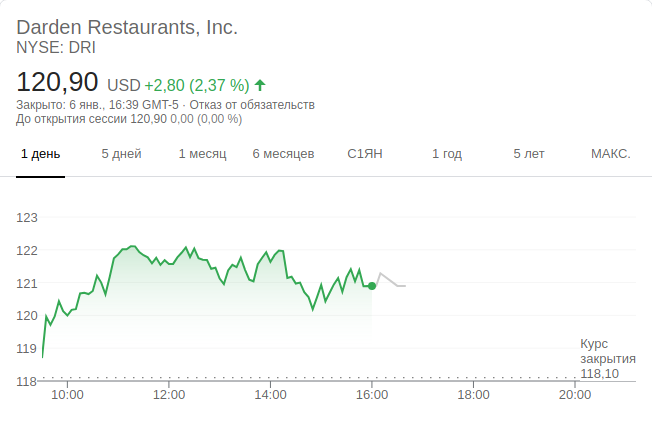 Darden Restaurants, Inc.
NYSE: DRI
120,90 USD +2,80 (2,37 %)
Закрыто: 6 янв., 16:39 GMT-5 · Отказ от обязательств
До открытия сессии 120,90 0,00 (0,00 %)
1 день 5 дней 1 месяц 6 месяцев С1ЯН 1 год 5 лет МАКС.
123
122
121
120
119
118
Курс
закрытия
118,10
10:00 12:00 14:00 16:00 18:00 20:00